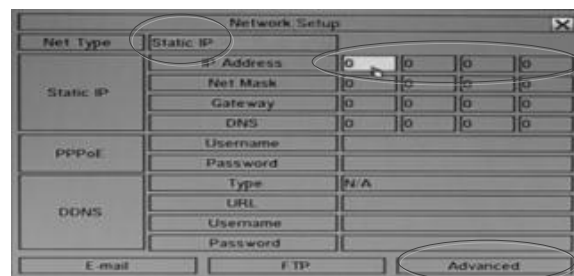 Network Setup X
Net Type Static IP
Static IP IP Address 0 0 0 0
Net Mask 0 0 0 0
Gateway 0 0 0 0
DNS 0 0 0 0
PPPoE Username
Password
DDNS Type N/A
URL
Username
Password
E-mail FTP Advanced